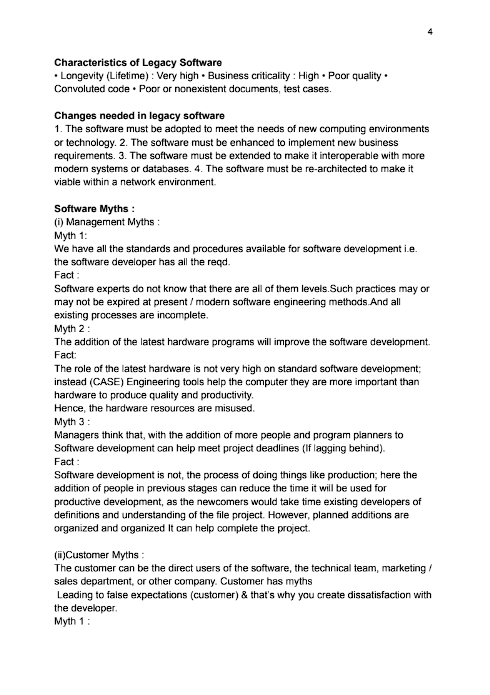 4
Characteristics of Legacy Software
• Longevity (Lifetime) : Very high • Business criticality : High • Poor quality •
Convoluted code • Poor or nonexistent documents, test cases.
Changes needed in legacy software
1. The software must be adopted to meet the needs of new computing environments
or technology. 2. The software must be enhanced to implement new business
requirements. 3. The software must be extended to make it interoperable with more
modern systems or databases. 4. The software must be re-architected to make it
viable within a network environment.
Software Myths :
(i) Management Myths :
Myth 1:
We have all the standards and procedures available for software development i.e.
the software developer has all the reqd.
Fact :
Software experts do not know that there are all of them levels.Such practices may or
may not be expired at present / modern software engineering methods.And all
existing processes are incomplete.
Myth 2 :
The addition of the latest hardware programs will improve the software development.
Fact:
The role of the latest hardware is not very high on standard software development;
instead (CASE) Engineering tools help the computer they are more important than
hardware to produce quality and productivity.
Hence, the hardware resources are misused.
Myth 3 :
Managers think that, with the addition of more people and program planners to
Software development can help meet project deadlines (If lagging behind).
Fact :
Software development is not, the process of doing things like production; here the
addition of people in previous stages can reduce the time it will be used for
productive development, as the newcomers would take time existing developers of
definitions and understanding of the file project. However, planned additions are
organized and organized It can help complete the project.
(ii)Customer Myths :
The customer can be the direct users of the software, the technical team, marketing /
sales department, or other company. Customer has myths
Leading to false expectations (customer) & that's why you create dissatisfaction with
the developer.
Myth 1 :